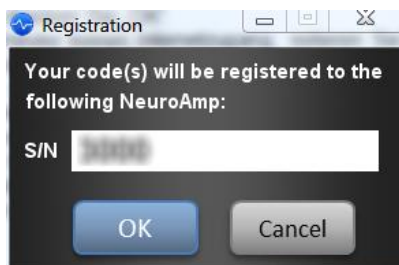 Registration
Your code(s) will be registered to the
following NeuroAmp:
S/N
OK Cancel